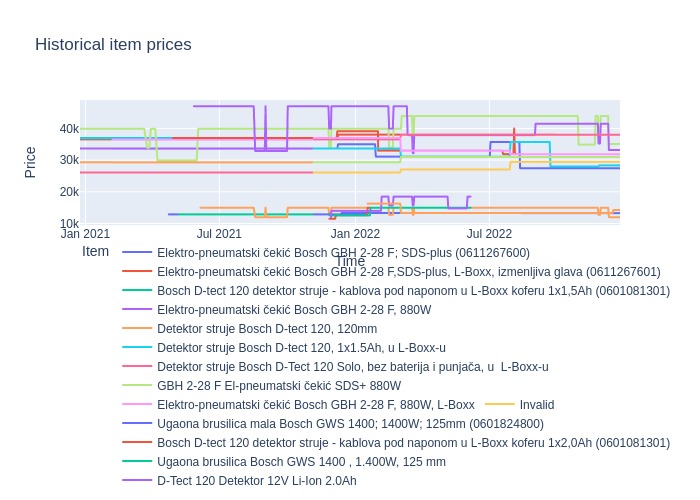 Historical item prices
Price
40k
30k
20k
10k
Jan 2021
Jul 2021
Jan 2022
Jul 2022
Time
Item
Elektro-pneumatski čekić Bosch GBH 2-28 F; SDS-plus (0611267600)
Elektro-pneumatski čekić Bosch GBH 2-28 F,SDS-plus, L-Boxx, izmenljiva glava (0611267601)
Bosch D-tect 120 detektor struje - kablova pod naponom u L-Boxx koferu 1x1,5Ah (0601081301)
Elektro-pneumatski čekić Bosch GBH 2-28 F, 880W
Detektor struje Bosch D-tect 120, 120mm
Detektor struje Bosch D-tect 120, 1x1.5Ah, u L-Boxx-u
Detektor struje Bosch D-Tect 120 Solo, bez baterija i punjača, u L-Boxx-u
GBH 2-28 F El-pneumatski čekić SDS+ 880W
Elektro-pneumatski čekić Bosch GBH 2-28 F, 880W, L-Boxx
Invalid
Ugaona brusilica mala Bosch GWS 1400; 1400W; 125mm (0601824800)
Bosch D-tect 120 detektor struje - kablova pod naponom u L-Boxx koferu 1x2,0Ah (0601081301)
Ugaona brusilica Bosch GWS 1400 , 1.400W, 125 mm
D-Tect 120 Detektor 12V Li-Ion 2.0Ah